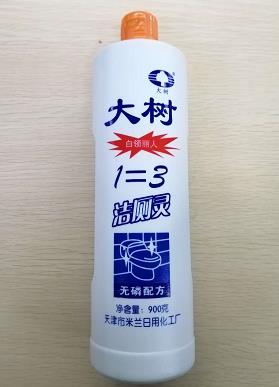 大树
大树
白领丽人
1=3
洁厕灵
无磷配方
净含量：900克
天津市米兰日用化工厂